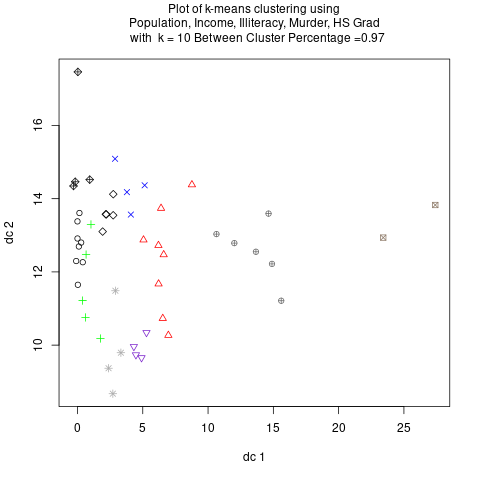 Plot of k-means clustering using
Population, Income, Illiteracy, Murder, HS Grad
with k = 10 Between Cluster Percentage =0.97
16
14
12
10
dc 2
0 5 10 15 20 25
dc 1